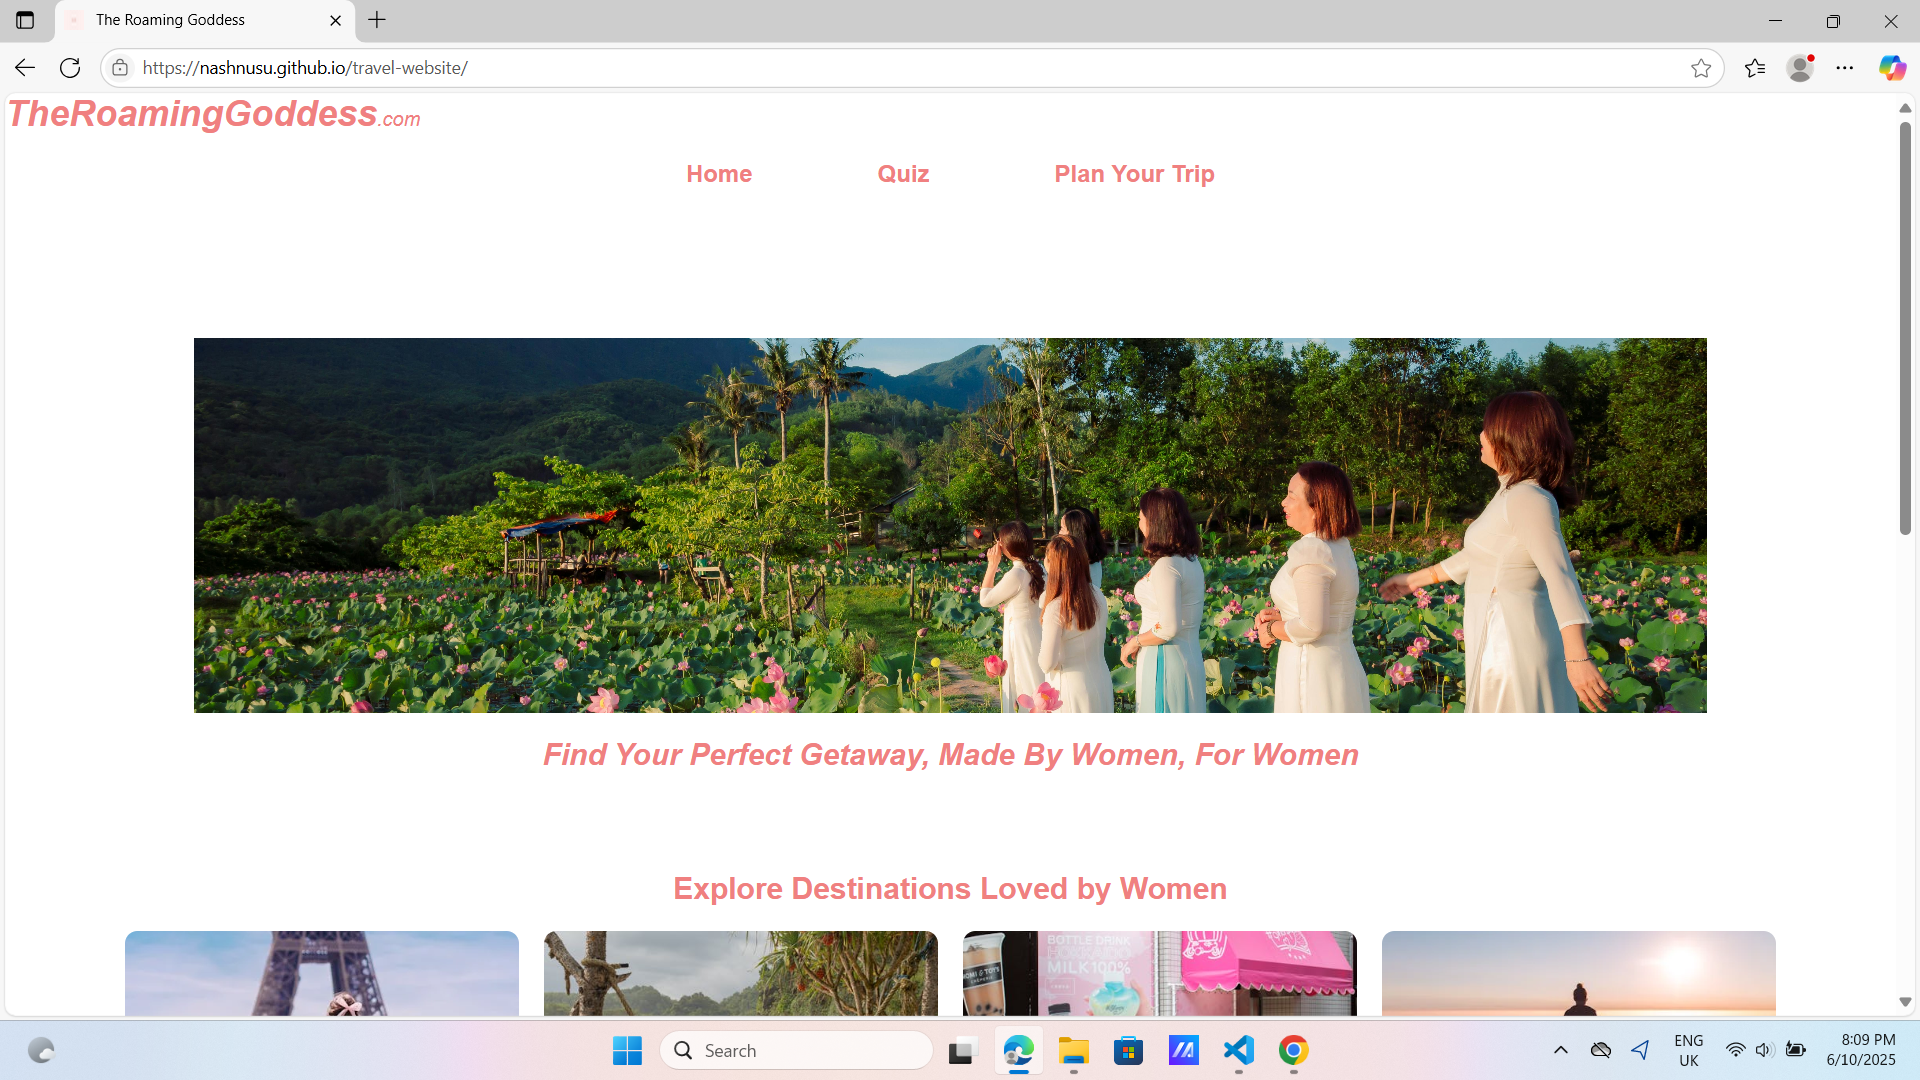 The Roaming Goddess
https://nashnusu.github.io/travel-website/
TheRoamingGoddess.com
Home
Quiz
Plan Your Trip
Find Your Perfect Getaway, Made By Women, For Women
Explore Destinations Loved by Women
BOTTLE DRINK
HOKKAIDO
MILK100%
Search
ENG
UK
8:09 PM
6/10/2025